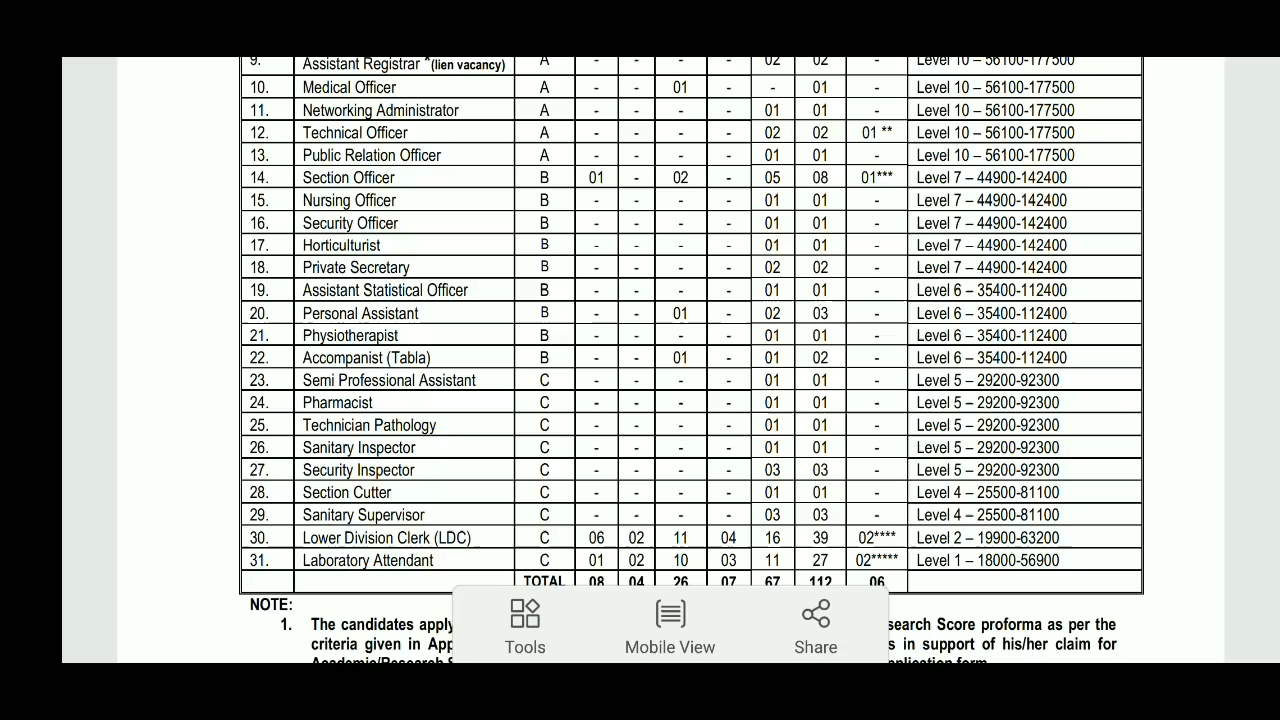 9. Assistant Registrar *(lien vacancy) A - - - - 02 02 - Level 10 – 56100-177500
10. Medical Officer A - - 01 - - 01 - Level 10 – 56100-177500
11. Networking Administrator A - - - - 01 01 - Level 10 – 56100-177500
12. Technical Officer A - - - - 02 02 01 ** Level 10 – 56100-177500
13. Public Relation Officer A - - - - 01 01 - Level 10 – 56100-177500
14. Section Officer B 01 - 02 - 05 08 01*** Level 7 – 44900-142400
15. Nursing Officer B - - - - 01 01 - Level 7 – 44900-142400
16. Security Officer B - - - - 01 01 - Level 7 – 44900-142400
17. Horticulturist B - - - - 01 01 - Level 7 – 44900-142400
18. Private Secretary B - - - - 02 02 - Level 7 – 44900-142400
19. Assistant Statistical Officer B - - - - 01 01 - Level 6 – 35400-112400
20. Personal Assistant B - - 01 - 02 03 - Level 6 – 35400-112400
21. Physiotherapist B - - - - 01 01 - Level 6 – 35400-112400
22. Accompanist (Tabla) B - - 01 - 01 02 - Level 6 – 35400-112400
23. Semi Professional Assistant C - - - - 01 01 - Level 5 – 29200-92300
24. Pharmacist C - - - - 01 01 - Level 5 – 29200-92300
25. Technician Pathology C - - - - 01 01 - Level 5 – 29200-92300
26. Sanitary Inspector C - - - - 01 01 - Level 5 – 29200-92300
27. Security Inspector C - - - - 03 03 - Level 5 – 29200-92300
28. Section Cutter C - - - - 01 01 - Level 4 – 25500-81100
29. Sanitary Supervisor C - - - - 03 03 - Level 4 – 25500-81100
30. Lower Division Clerk (LDC) C 06 02 11 04 16 39 02**** Level 2 – 19900-63200
31. Laboratory Attendant C 01 02 10 03 11 27 02***** Level 1 – 18000-56900
TOTAL 08 04 26 07 67 112 06
NOTE:
1. The candidates apply Score proforma as per the
criteria given in in support of his/her claim for
form
Tools Mobile View Share